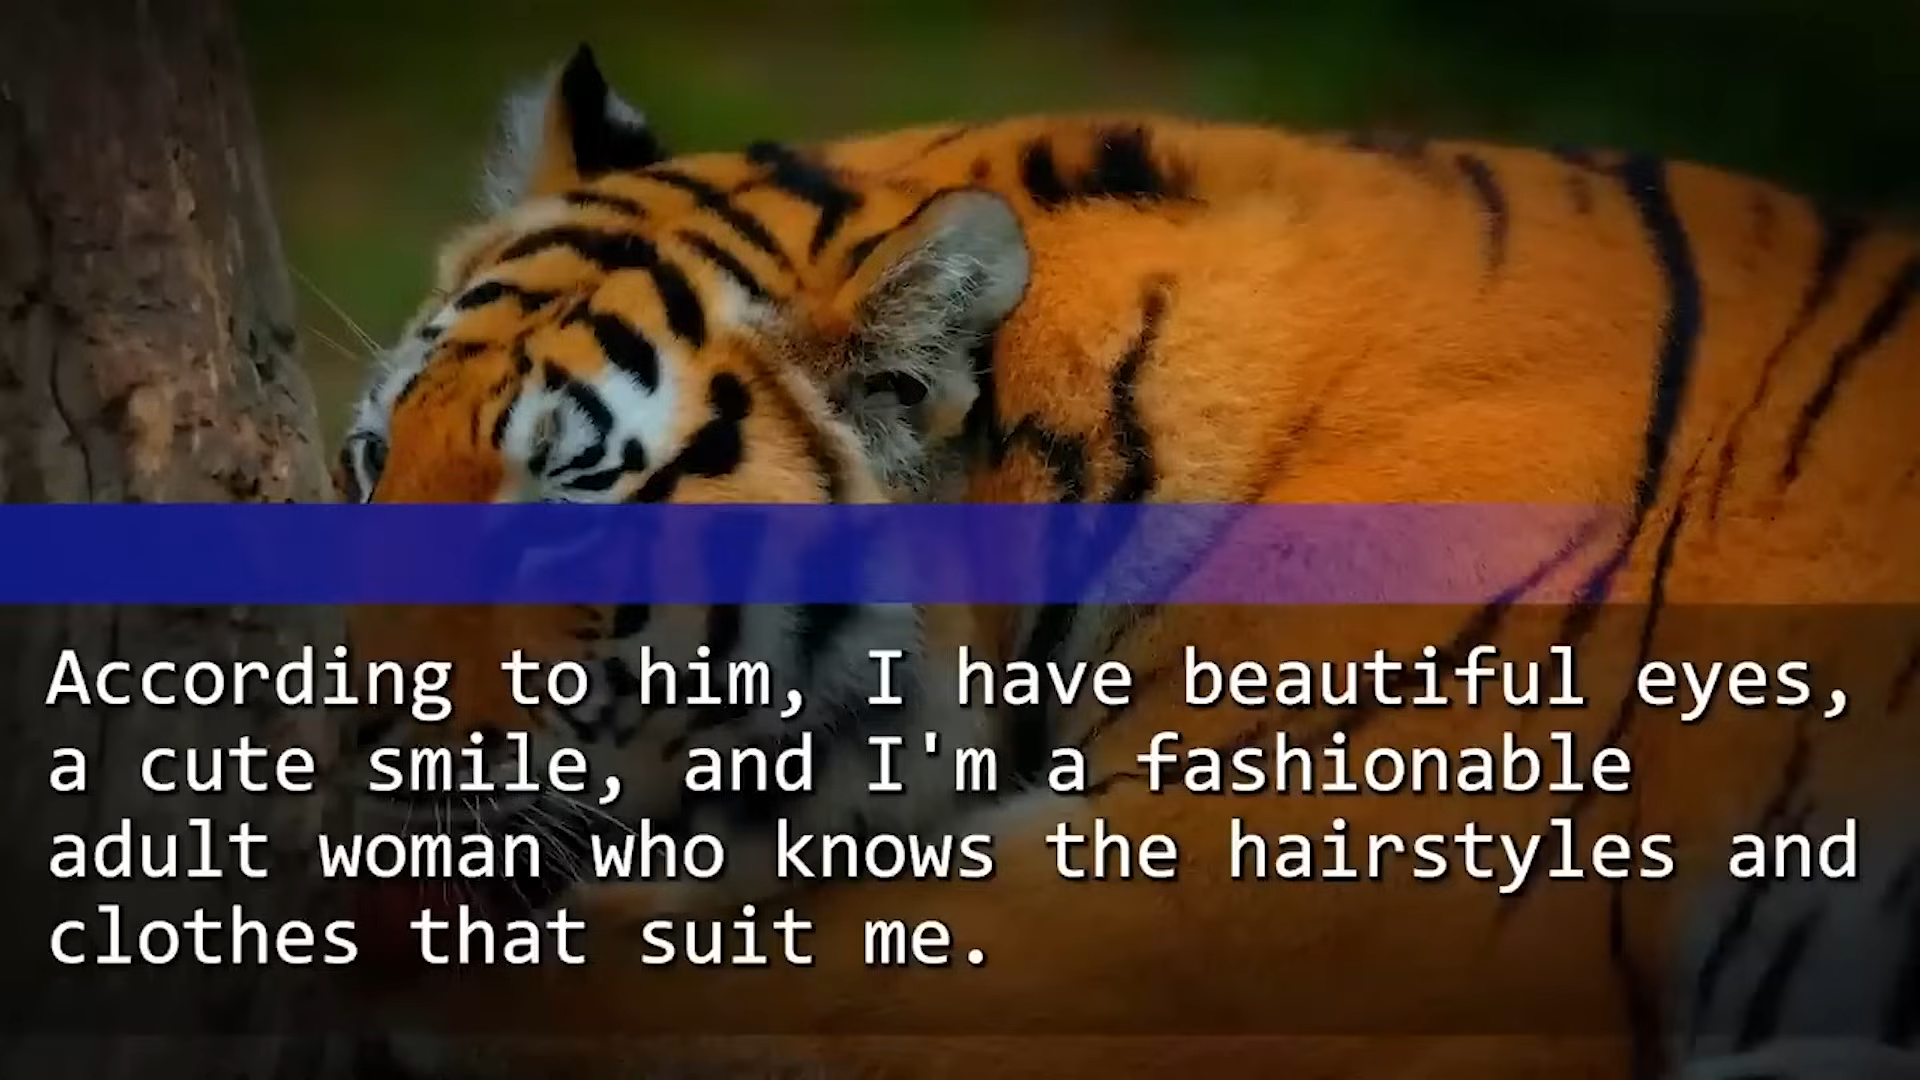 According to him, I have beautiful eyes,
a cute smile, and I'm a fashionable
adult woman who knows the hairstyles and
clothes that suit me.